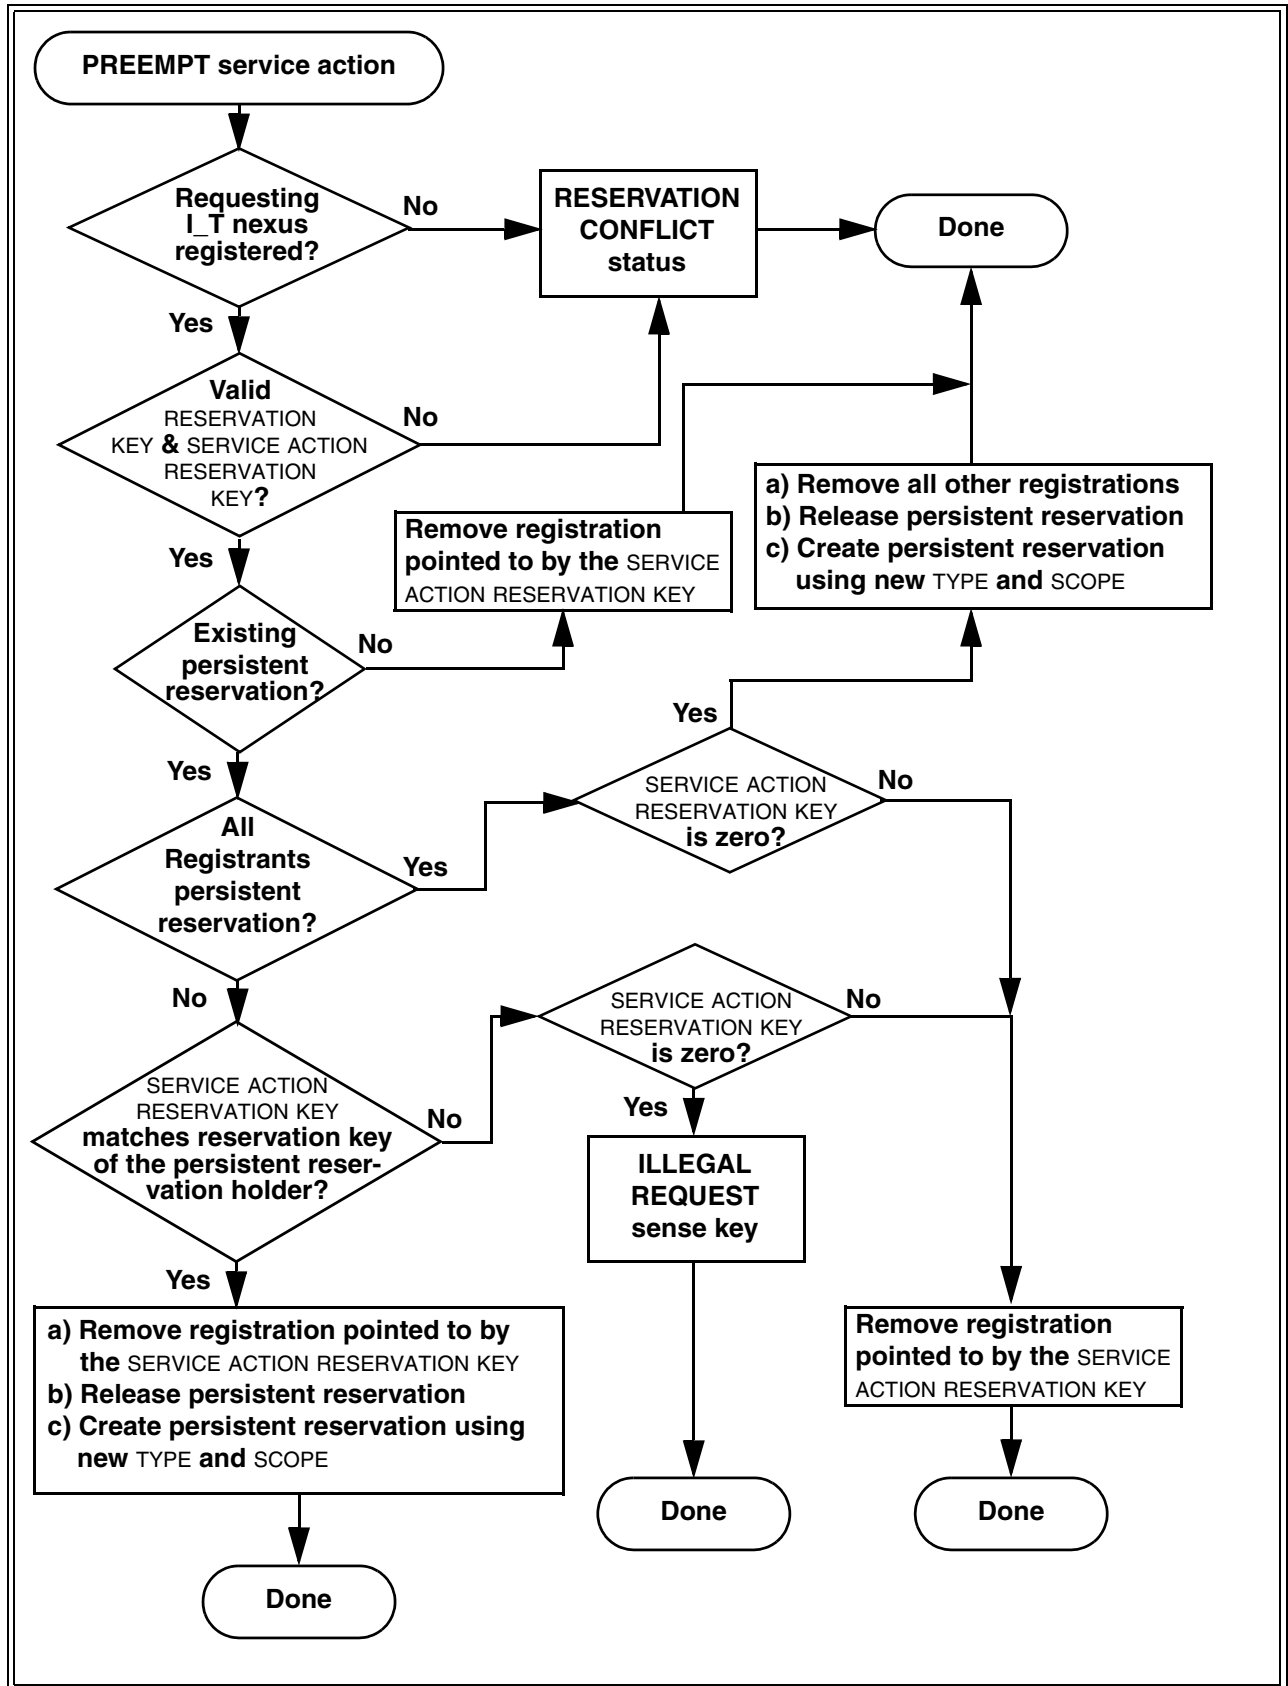 PREEMPT service action
Requesting
I_T nexus
registered?
No
RESERVATION
CONFLICT
status
Done
Yes
Valid
RESERVATION
KEY & SERVICE ACTION
RESERVATION
KEY?
No
Yes
Remove registration
pointed to by the SERVICE
ACTION RESERVATION KEY
a) Remove all other registrations
b) Release persistent reservation
c) Create persistent reservation
using new TYPE and SCOPE
Existing
persistent
reservation?
No
Yes
Yes
SERVICE ACTION
RESERVATION KEY
is zero?
No
All
Registrants
persistent
reservation?
Yes
No
SERVICE ACTION
RESERVATION KEY
is zero?
No
Yes
SERVICE ACTION
RESERVATION KEY
matches reservation key
of the persistent reser-
vation holder?
No
Yes
ILLEGAL
REQUEST
sense key
a) Remove registration pointed to by
the SERVICE ACTION RESERVATION KEY
b) Release persistent reservation
c) Create persistent reservation using
new TYPE and SCOPE
Remove registration
pointed to by the SERVICE
ACTION RESERVATION KEY
Done
Done
Done